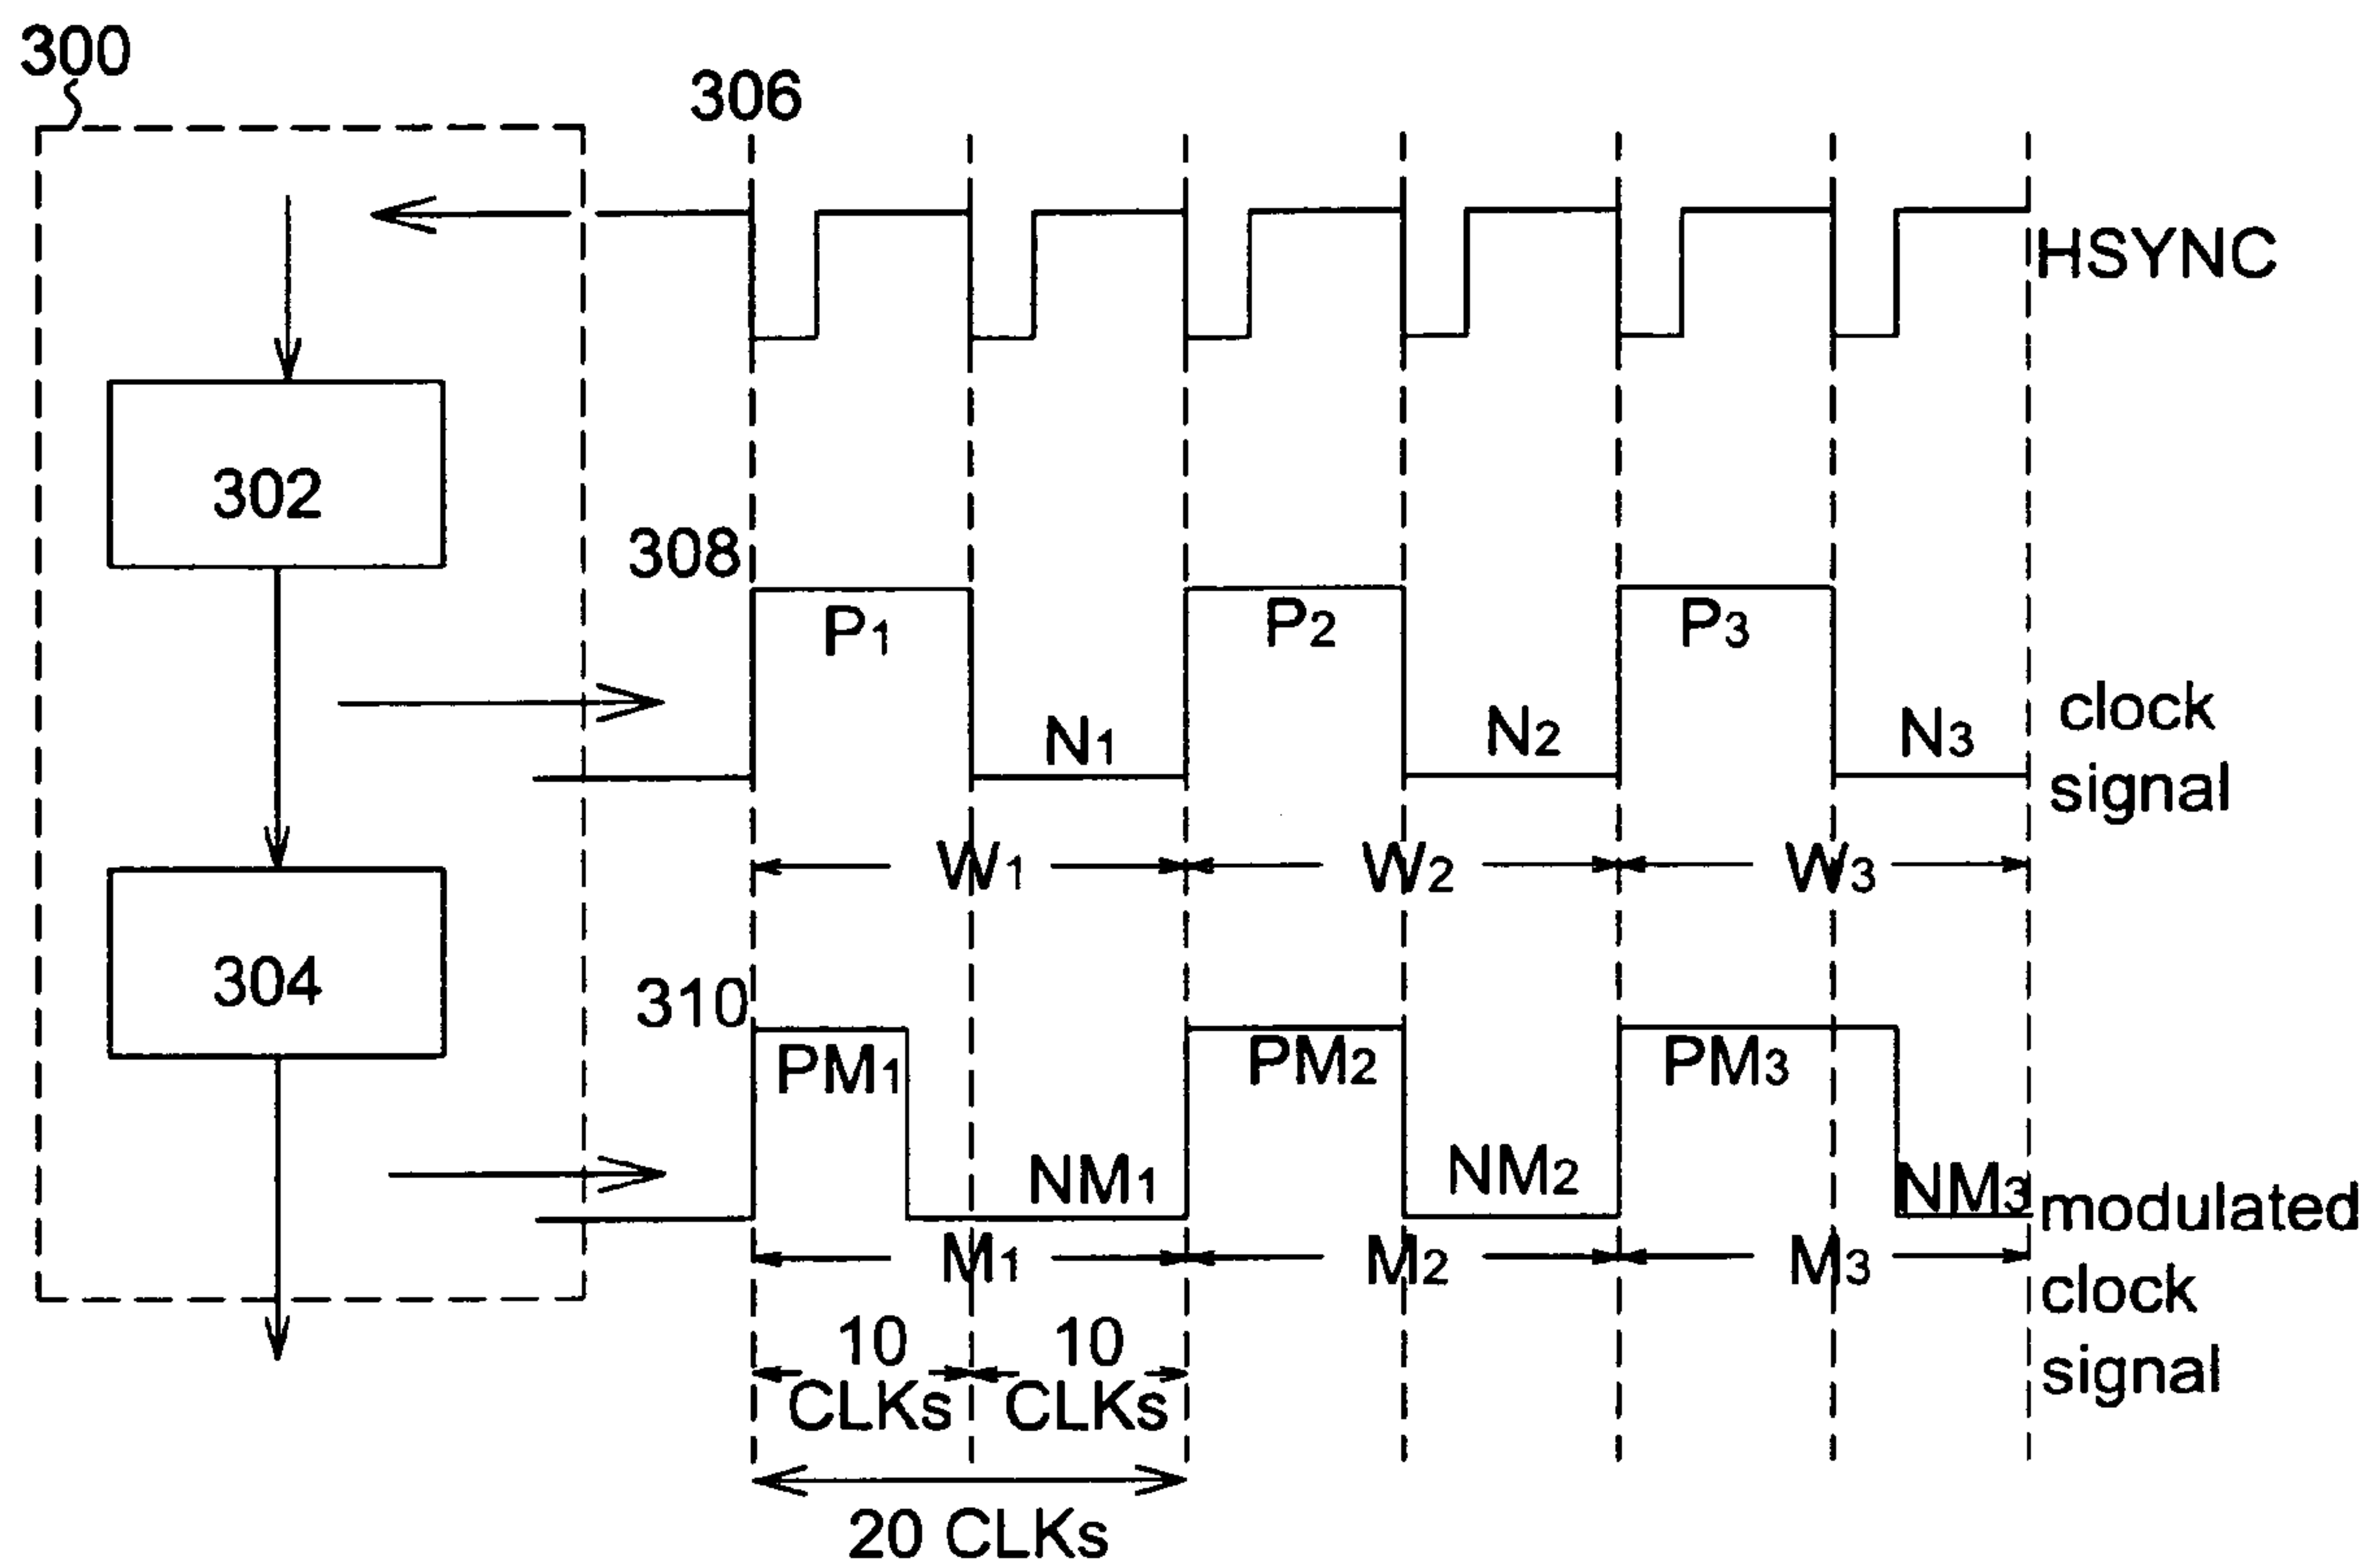 300
306
HSYNC
302
308
P1
P2
P3
N1
N2
N3
clock
signal
W1
W2
W3
304
310
PM1
PM2
PM3
NM1
NM2
NM3
modulated
clock
signal
M1
M2
M3
10
CLKs
10
CLKs
20 CLKs